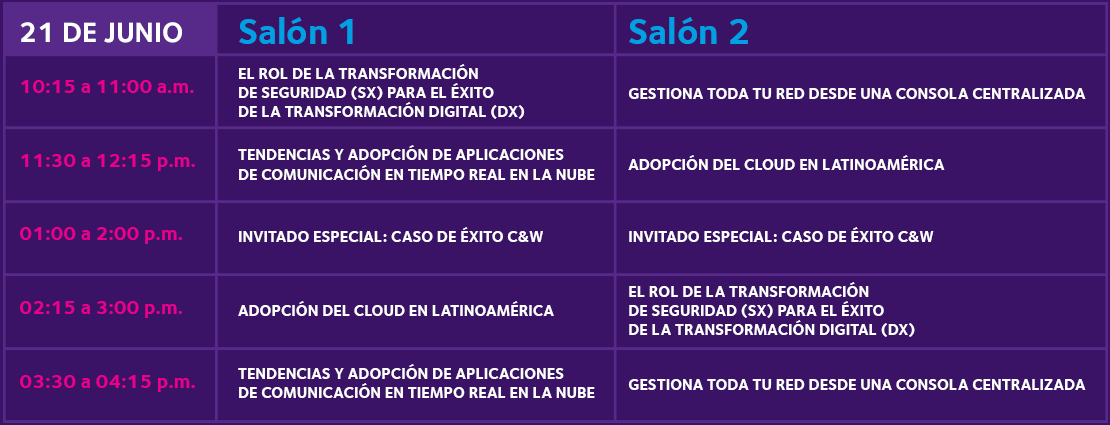 21 DE JUNIO
Salón 1
Salón 2
10:15 a 11:00 a.m.
EL ROL DE LA TRANSFORMACIÓN
DE SEGURIDAD (SX) PARA EL ÉXITO
DE LA TRANSFORMACIÓN DIGITAL (DX)
GESTIONA TODA TU RED DESDE UNA CONSOLA CENTRALIZADA
11:30 a 12:15 p.m.
TENDENCIAS Y ADOPCIÓN DE APLICACIONES
DE COMUNICACIÓN EN TIEMPO REAL EN LA NUBE
ADOPCIÓN DEL CLOUD EN LATINOAMÉRICA
01:00 a 2:00 p.m.
INVITADO ESPECIAL: CASO DE ÉXITO C&W
INVITADO ESPECIAL: CASO DE ÉXITO C&W
02:15 a 3:00 p.m.
ADOPCIÓN DEL CLOUD EN LATINOAMÉRICA
EL ROL DE LA TRANSFORMACIÓN
DE SEGURIDAD (SX) PARA EL ÉXITO
DE LA TRANSFORMACIÓN DIGITAL (DX)
03:30 a 04:15 p.m.
TENDENCIAS Y ADOPCIÓN DE APLICACIONES
DE COMUNICACIÓN EN TIEMPO REAL EN LA NUBE
GESTIONA TODA TU RED DESDE UNA CONSOLA CENTRALIZADA